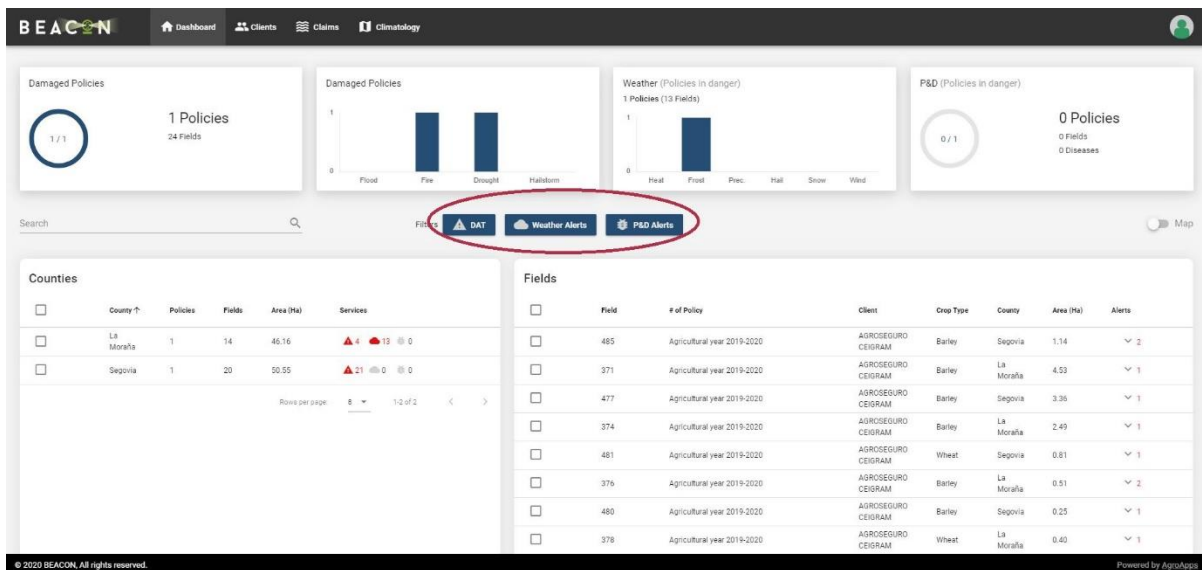 BEACON Dashboard Clients Claims Climatology
Damaged Policies
1 / 1
1 Policies
24 Fields
Damaged Policies
1
0
Flood Fire Drought Hailstorm
Weather (Policies in danger)
1 Policies (13 Fields)
1
0
Heat Frost Prec. Hail Snow Wind
P&D (Policies in danger)
0 / 1
0 Policies
0 Fields
0 Diseases
Search Filters DAT Weather Alerts P&D Alerts Map
Counties
County Policies Fields Area (Ha) Services
La Moraña 1 14 46.16 4 13 0
Segovia 1 20 50.55 21 0 0
Rows per page: 8 1-2 of 2
Fields
Field # of Policy Client Crop Type County Area (Ha) Alerts
485 Agricultural year 2019-2020 AGROSEGURO CEIGRAM Barley Segovia 1.14 2
371 Agricultural year 2019-2020 AGROSEGURO CEIGRAM Barley La Moraña 4.53 1
477 Agricultural year 2019-2020 AGROSEGURO CEIGRAM Barley Segovia 3.36 1
374 Agricultural year 2019-2020 AGROSEGURO CEIGRAM Barley La Moraña 2.49 1
481 Agricultural year 2019-2020 AGROSEGURO CEIGRAM Wheat Segovia 0.81 1
376 Agricultural year 2019-2020 AGROSEGURO CEIGRAM Barley La Moraña 0.51 2
480 Agricultural year 2019-2020 AGROSEGURO CEIGRAM Barley Segovia 0.25 1
378 Agricultural year 2019-2020 AGROSEGURO CEIGRAM Wheat La Moraña 0.40 1
© 2020 BEACON, All rights reserved. Powered by AgroApps